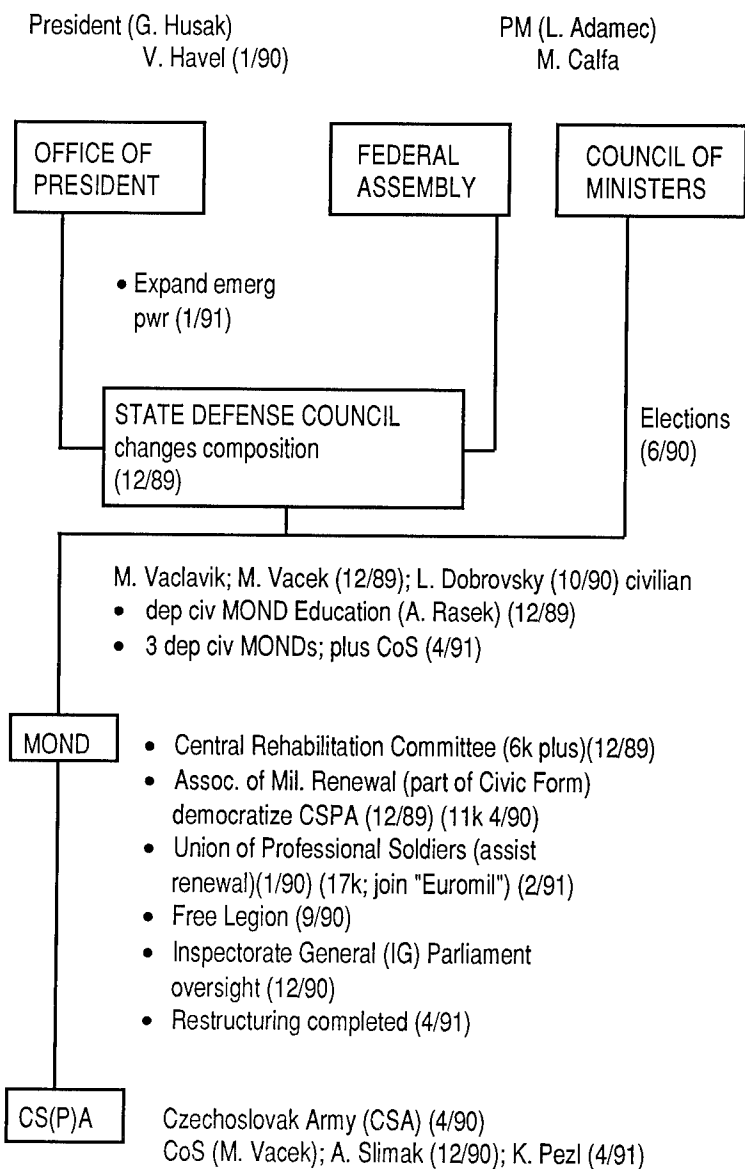 President (G. Husak)
V. Havel (1/90)
PM (L. Adamec)
M. Calfa
OFFICE OF
PRESIDENT
FEDERAL
ASSEMBLY
COUNCIL OF
MINISTERS
• Expand emerg
pwr (1/91)
STATE DEFENSE COUNCIL
changes composition
(12/89)
Elections
(6/90)
M. Vaclavik; M. Vacek (12/89); L. Dobrovsky (10/90) civilian
• dep civ MOND Education (A. Rasek) (12/89)
• 3 dep civ MONDs; plus CoS (4/91)
MOND
• Central Rehabilitation Committee (6k plus)(12/89)
• Assoc. of Mil. Renewal (part of Civic Form)
democratize CSPA (12/89) (11k 4/90)
• Union of Professional Soldiers (assist
renewal)(1/90) (17k; join "Euromil") (2/91)
• Free Legion (9/90)
• Inspectorate General (IG) Parliament
oversight (12/90)
• Restructuring completed (4/91)
CS(P)A
Czechoslovak Army (CSA) (4/90)
CoS (M. Vacek); A. Slimak (12/90); K. Pezl (4/91)